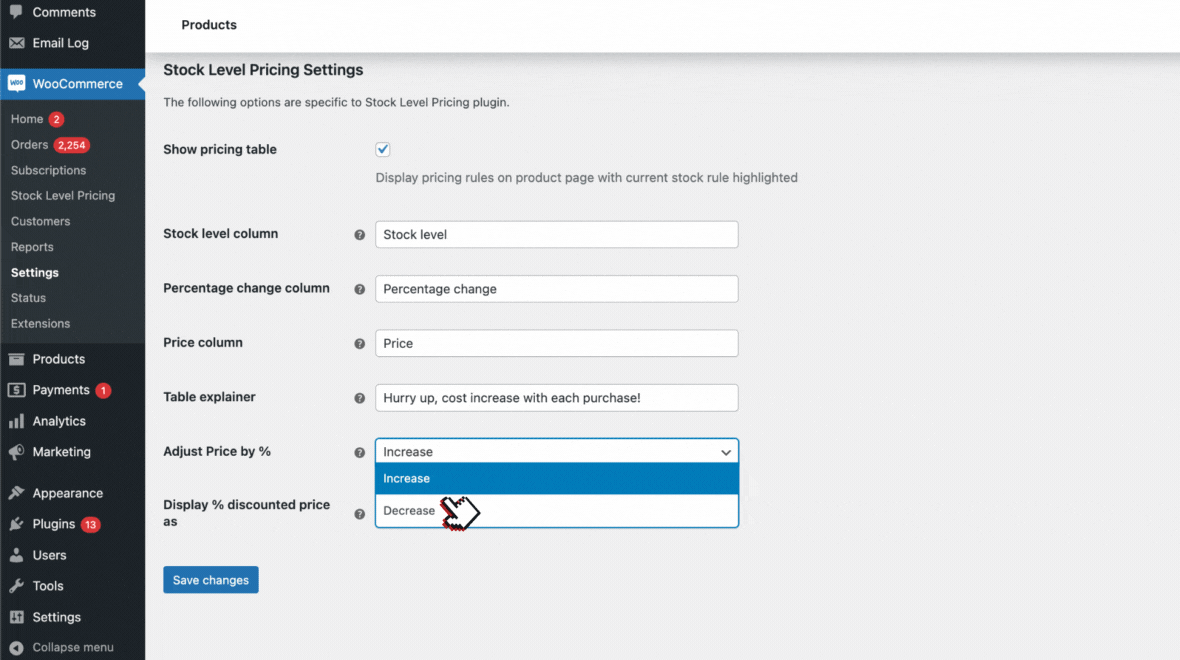 Comments
Email Log
WooCommerce
Home 2
Orders 2,254
Subscriptions
Stock Level Pricing
Customers
Reports
Settings
Status
Extensions
Products
Payments 1
Analytics
Marketing
Appearance
Plugins 13
Users
Tools
Settings
Collapse menu
Products
Stock Level Pricing Settings
The following options are specific to Stock Level Pricing plugin.
Show pricing table
Display pricing rules on product page with current stock rule highlighted
Stock level column ? Stock level
Percentage change column ? Percentage change
Price column ? Price
Table explainer ? Hurry up, cost increase with each purchase!
Adjust Price by % ? Increase
Increase
Decrease
Display % discounted price
as ?
Save changes